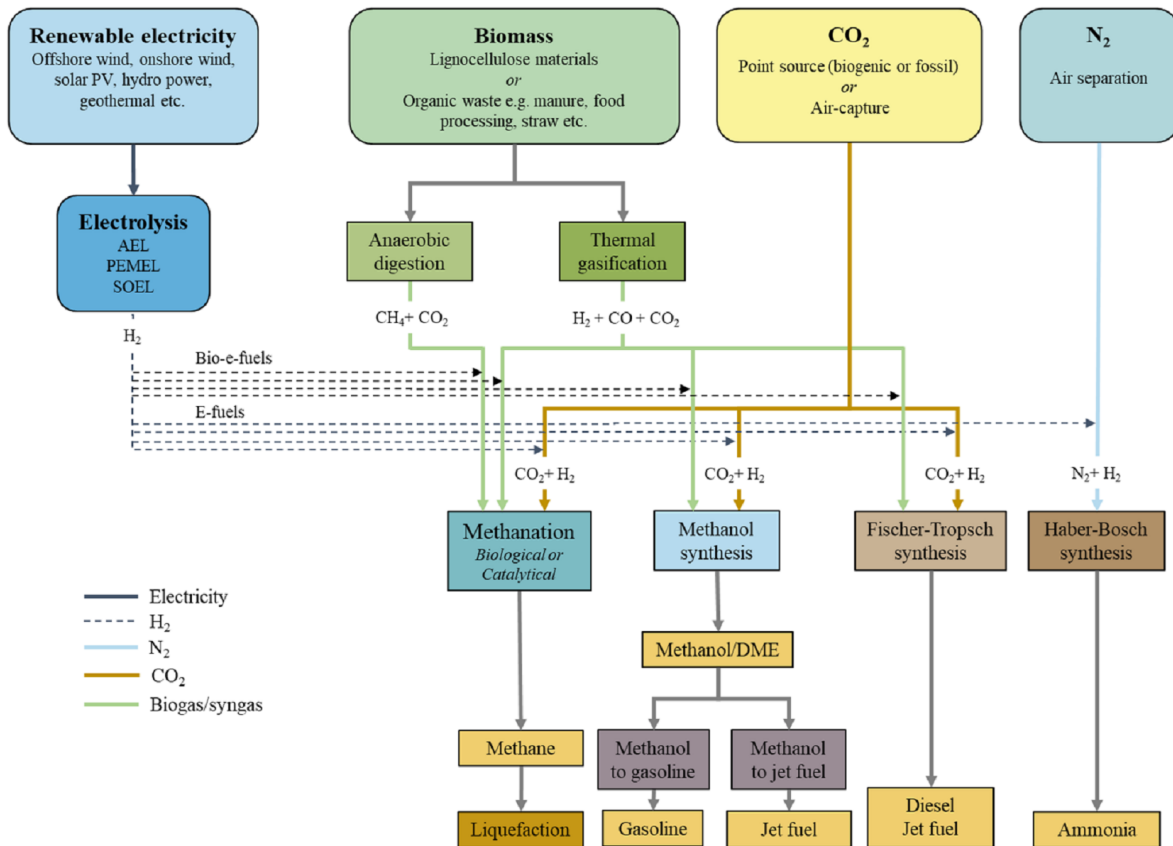 Renewable electricity
Offshore wind, onshore wind,
solar PV, hydro power,
geothermal etc.
Biomass
Lignocellulose materials
or
Organic waste e.g. manure, food
processing, straw etc.
CO₂
Point source (biogenic or fossil)
or
Air-capture
N₂
Air separation
Electrolysis
AEL
PEMEL
SOEL
Anaerobic
digestion
Thermal
gasification
H₂
CH₄+ CO₂
H₂ + CO + CO₂
Bio-e-fuels
E-fuels
CO₂+ H₂
CO₂+ H₂
CO₂+ H₂
N₂+ H₂
Methanation
Biological or
Catalytical
Methanol
synthesis
Fischer-Tropsch
synthesis
Haber-Bosch
synthesis
Electricity
H₂
N₂
CO₂
Biogas/syngas
Methanol/DME
Methane
Methanol
to gasoline
Methanol
to jet fuel
Liquefaction
Gasoline
Jet fuel
Diesel
Jet fuel
Ammonia